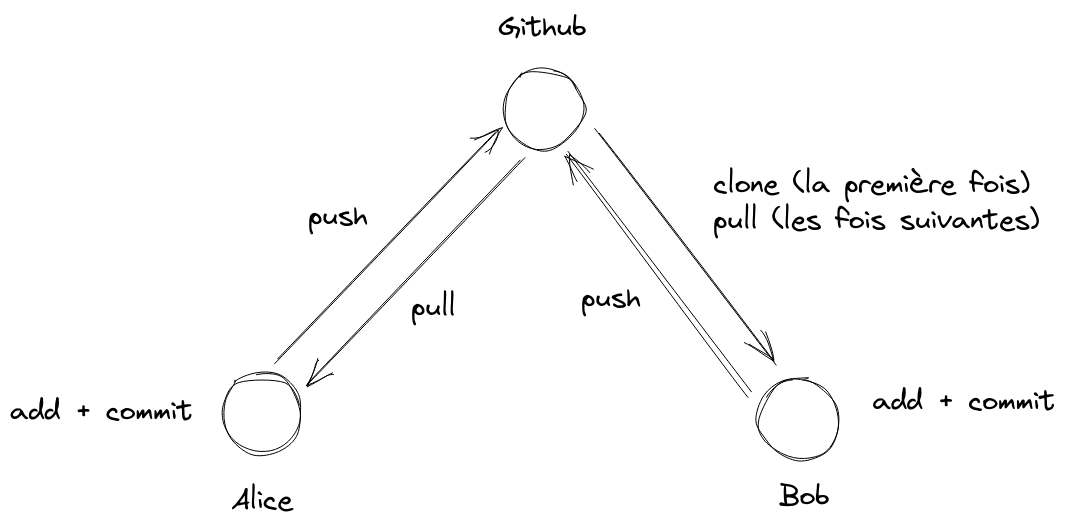 Github
clone (la première fois)
pull (les fois suivantes)
push
pull
push
add + commit
add + commit
Alice
Bob